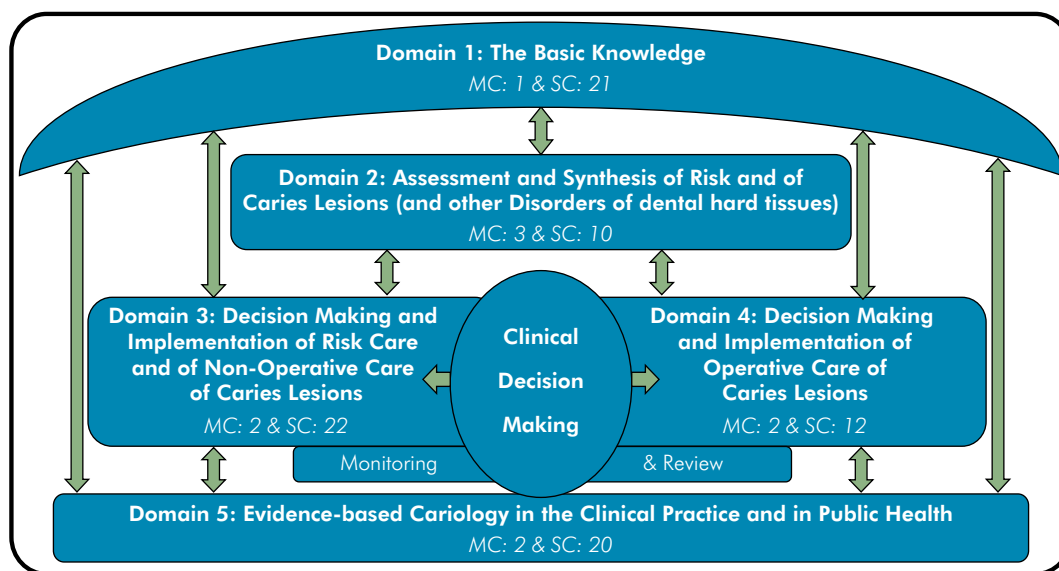 Domain 1: The Basic Knowledge
MC: 1 & SC: 21
Domain 2: Assessment and Synthesis of Risk and of
Caries Lesions (and other Disorders of dental hard tissues)
MC: 3 & SC: 10
Domain 3: Decision Making and
Implementation of Risk Care
and of Non-Operative Care
of Caries Lesions
MC: 2 & SC: 22
Clinical
Decision
Making
Domain 4: Decision Making
and Implementation of
Operative Care of
Caries Lesions
MC: 2 & SC: 12
Monitoring
& Review
Domain 5: Evidence-based Cariology in the Clinical Practice and in Public Health
MC: 2 & SC: 20